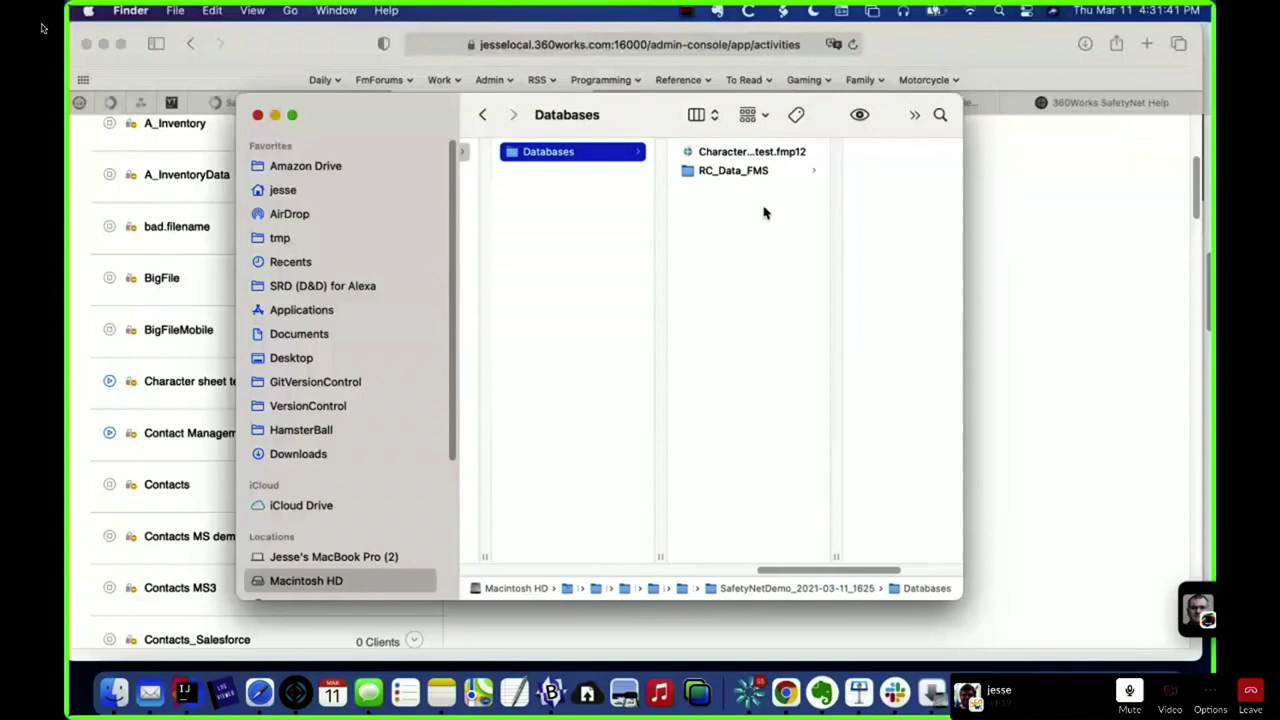 Finder File Edit View Go Window Help
Thu Mar 11 4:31:41 PM
jesselocal.360works.com:16000/admin-console/app/activities
Daily FmForums Work Admin RSS Programming Reference To Read Gaming Family Motorcycle
360Works SafetyNet Help
A_Inventory
A_InventoryData
bad.filename
BigFile
BigFileMobile
Character sheet te
Contact Managem
Contacts
Contacts MS dem
Contacts MS3
Contacts_Salesforce
0 Clients
Favorites
Amazon Drive
jesse
AirDrop
tmp
Recents
SRD (D&D) for Alexa
Applications
Documents
Desktop
GitVersionControl
VersionControl
HamsterBall
Downloads
iCloud
iCloud Drive
Locations
Jesse's MacBook Pro (2)
Macintosh HD
Databases
Databases
Character...test.fmp12
RC_Data_FMS
Macintosh HD SafetyNetDemo_2021-03-11_1625 Databases
MAR
11
55
jesse
Mute Video Options Leave